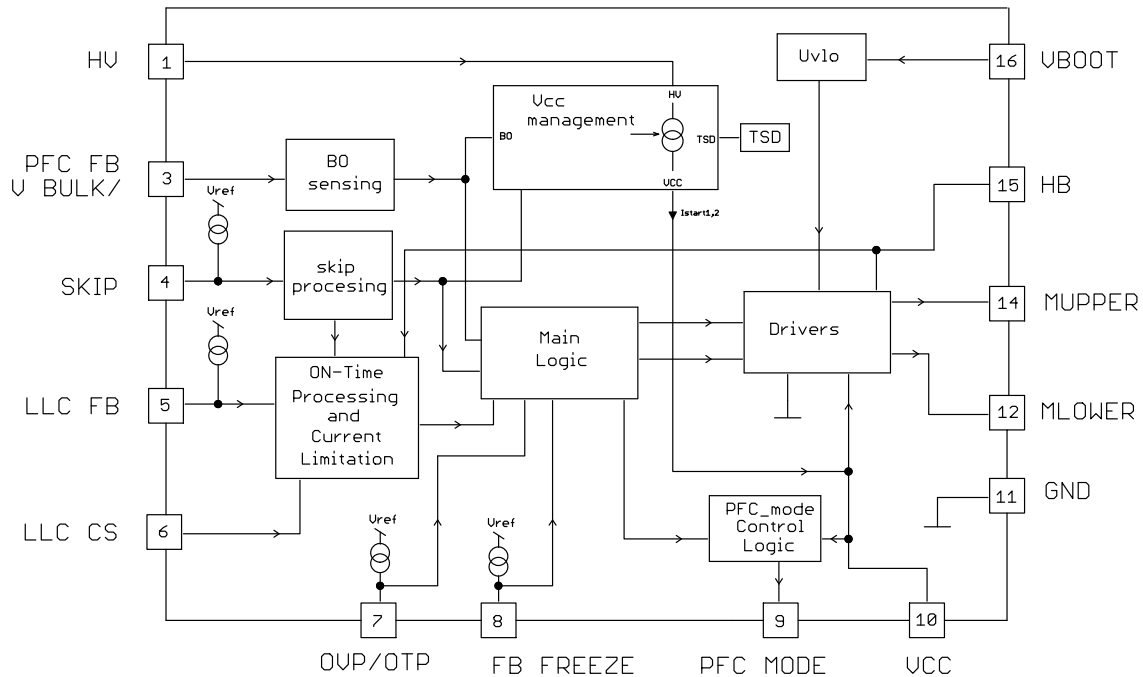 HV
1
Uvlo
16
VBOOT
Vcc
management
HV
BO
TSD
TSD
VCC
Istart1,2
PFC FB
V BULK/
3
BO
sensing
15
HB
Vref
SKIP
4
skip
procesing
Vref
Main
Logic
Drivers
14
MUPPER
LLC FB
5
ON-Time
Processing
and
Current
Limitation
12
MLOWER
LLC CS
6
Vref
Vref
PFC_mode
Control
Logic
11
GND
7
8
9
10
OVP/OTP
FB FREEZE
PFC MODE
VCC